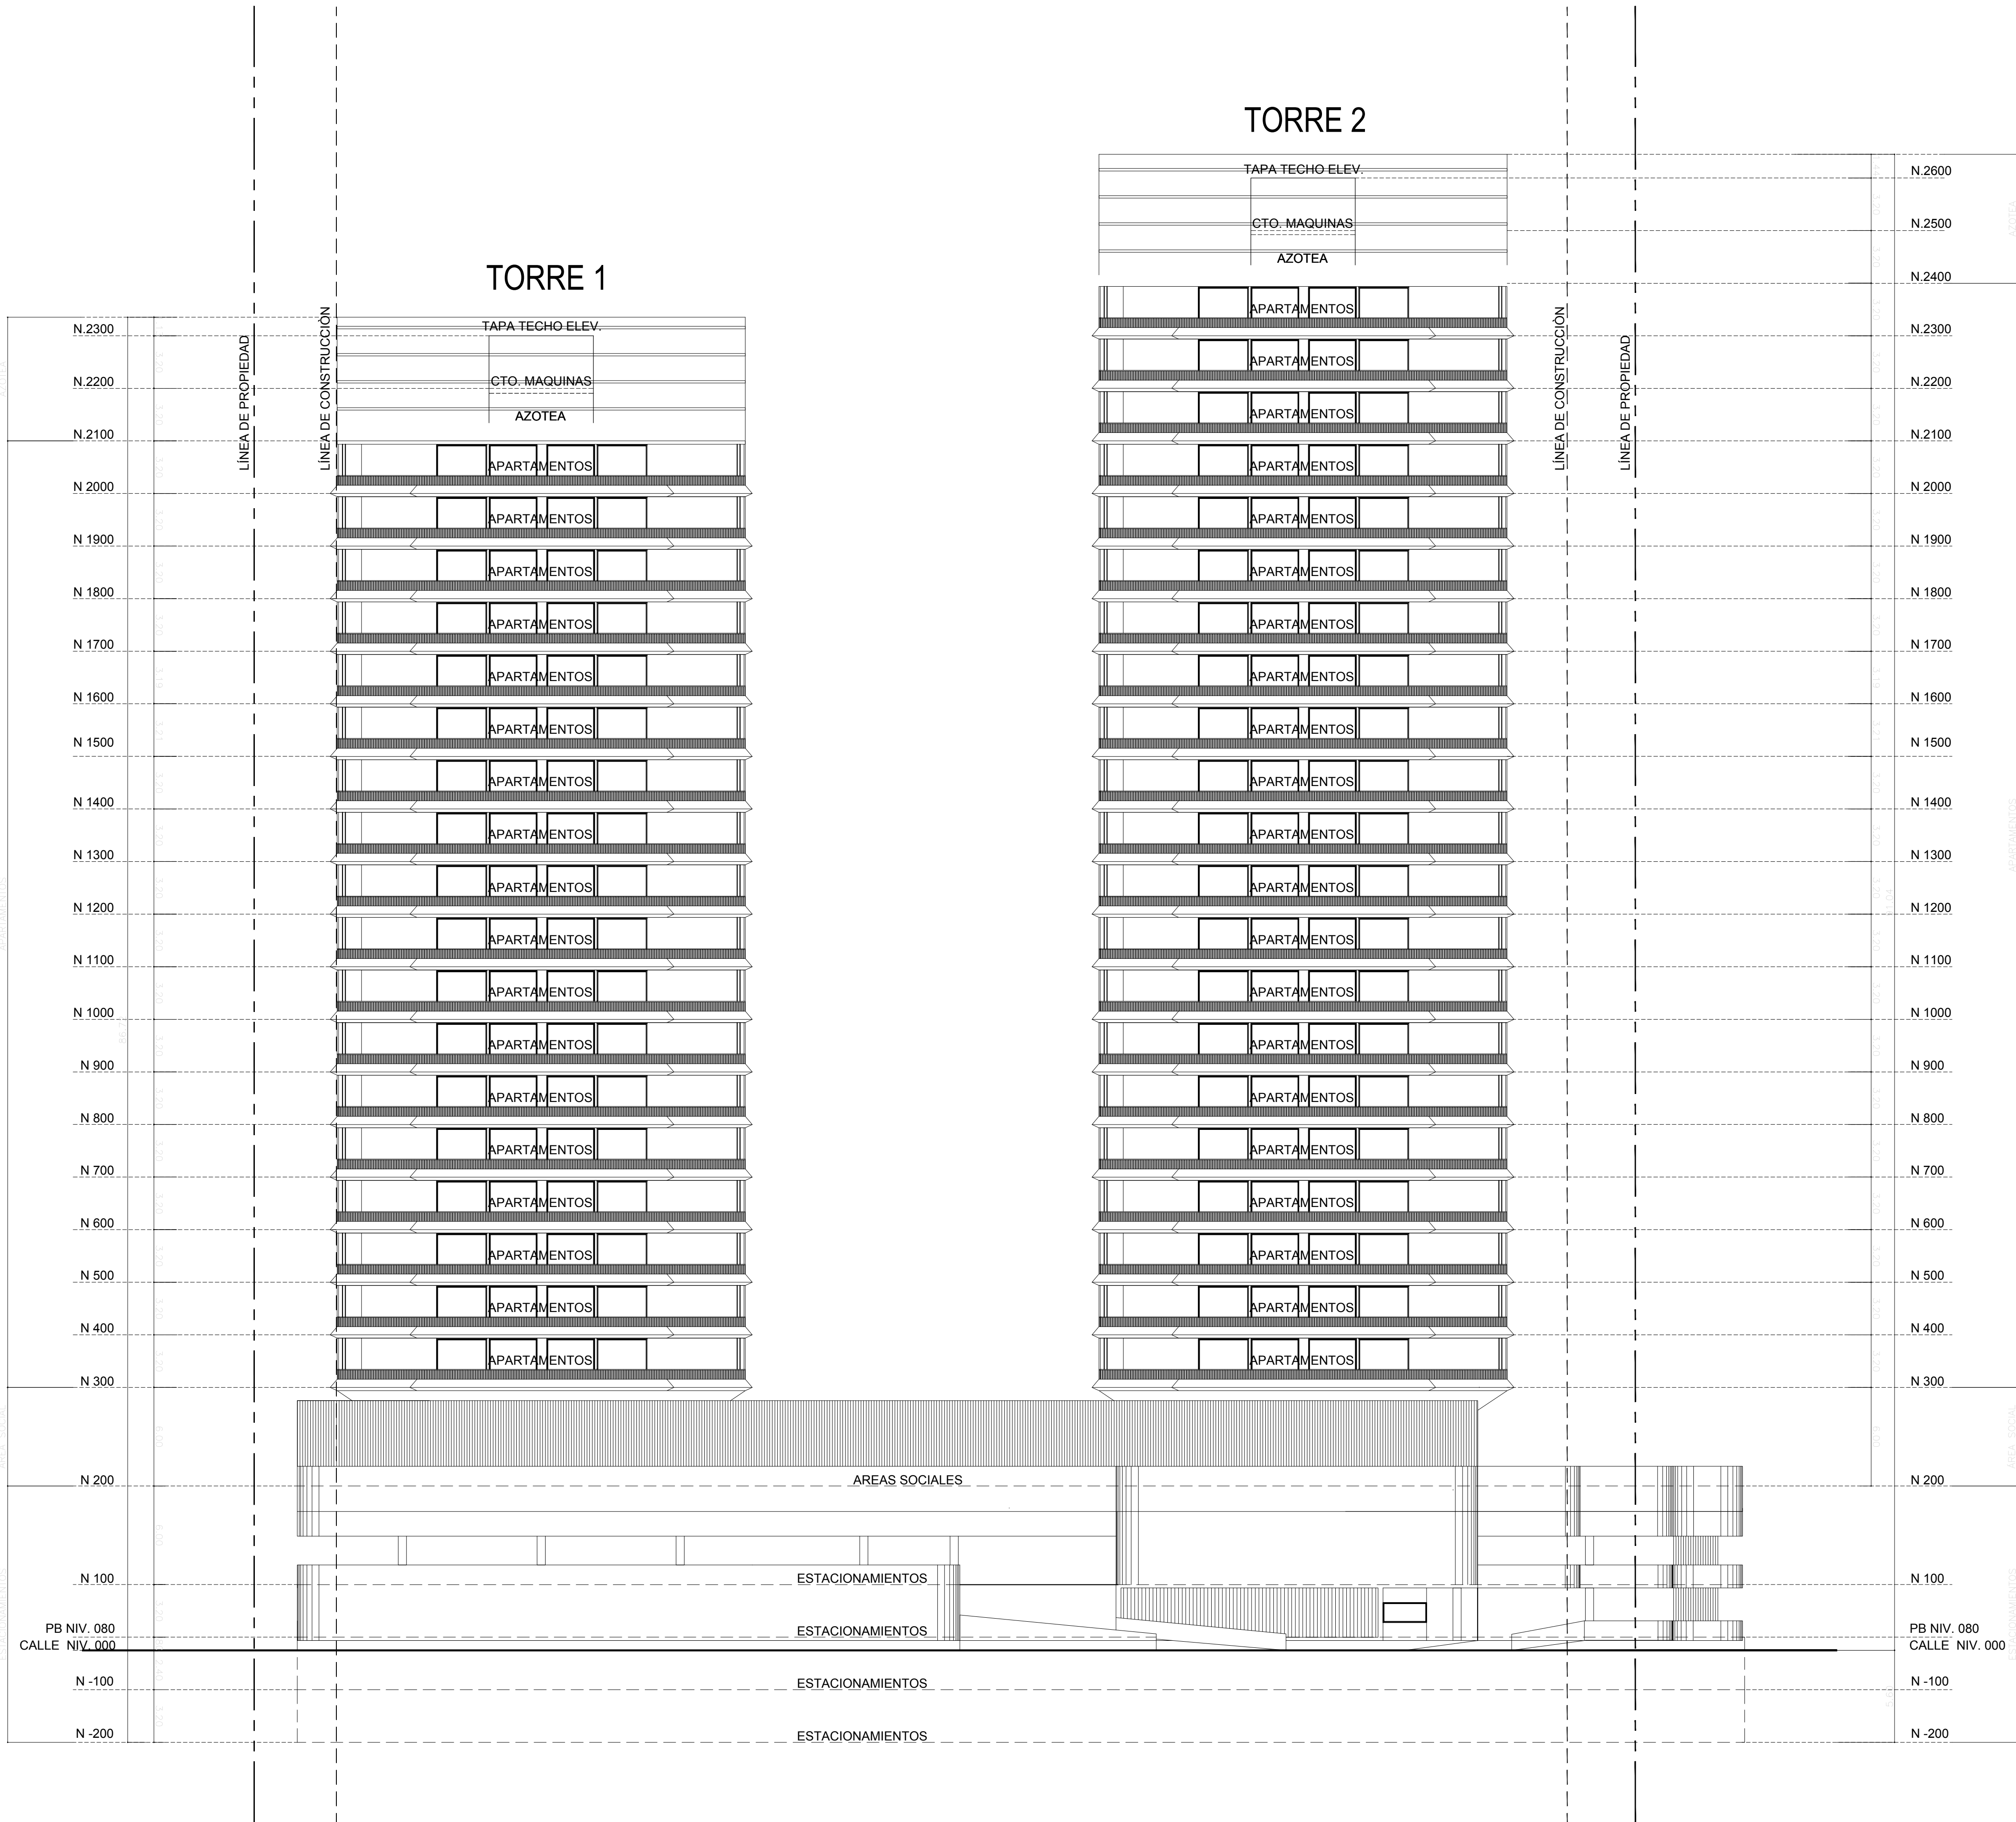 TORRE 2
TAPA TECHO ELEV.
N.2600
CTO. MAQUINAS
N.2500
AZOTEA
N.2400
TORRE 1
APARTAMENTOS
N.2300
TAPA TECHO ELEV.
N.2300
LÍNEA DE PROPIEDAD
LÍNEA DE CONSTRUCCIÒN
LÍNEA DE CONSTRUCCIÒN
LÍNEA DE PROPIEDAD
APARTAMENTOS
N.2200
CTO. MAQUINAS
N.2200
AZOTEA
APARTAMENTOS
N.2100
N.2100
APARTAMENTOS
APARTAMENTOS
N 2000
N 2000
APARTAMENTOS
APARTAMENTOS
N 1900
N 1900
APARTAMENTOS
APARTAMENTOS
N 1800
N 1800
APARTAMENTOS
APARTAMENTOS
N 1700
N 1700
APARTAMENTOS
APARTAMENTOS
N 1600
N 1600
APARTAMENTOS
APARTAMENTOS
N 1500
N 1500
APARTAMENTOS
APARTAMENTOS
N 1400
N 1400
APARTAMENTOS
APARTAMENTOS
N 1300
N 1300
APARTAMENTOS
APARTAMENTOS
N 1200
N 1200
APARTAMENTOS
APARTAMENTOS
N 1100
N 1100
APARTAMENTOS
APARTAMENTOS
N 1000
N 1000
APARTAMENTOS
APARTAMENTOS
N 900
N 900
APARTAMENTOS
APARTAMENTOS
N 800
N 800
APARTAMENTOS
APARTAMENTOS
N 700
N 700
APARTAMENTOS
APARTAMENTOS
N 600
N 600
APARTAMENTOS
APARTAMENTOS
N 500
N 500
APARTAMENTOS
APARTAMENTOS
N 400
N 400
APARTAMENTOS
APARTAMENTOS
N 300
N 300
N 200
AREAS SOCIALES
N 200
N 100
ESTACIONAMIENTOS
N 100
PB NIV. 080
ESTACIONAMIENTOS
PB NIV. 080
CALLE NIV. 000
CALLE NIV. 000
N -100
ESTACIONAMIENTOS
N -100
N -200
ESTACIONAMIENTOS
N -200